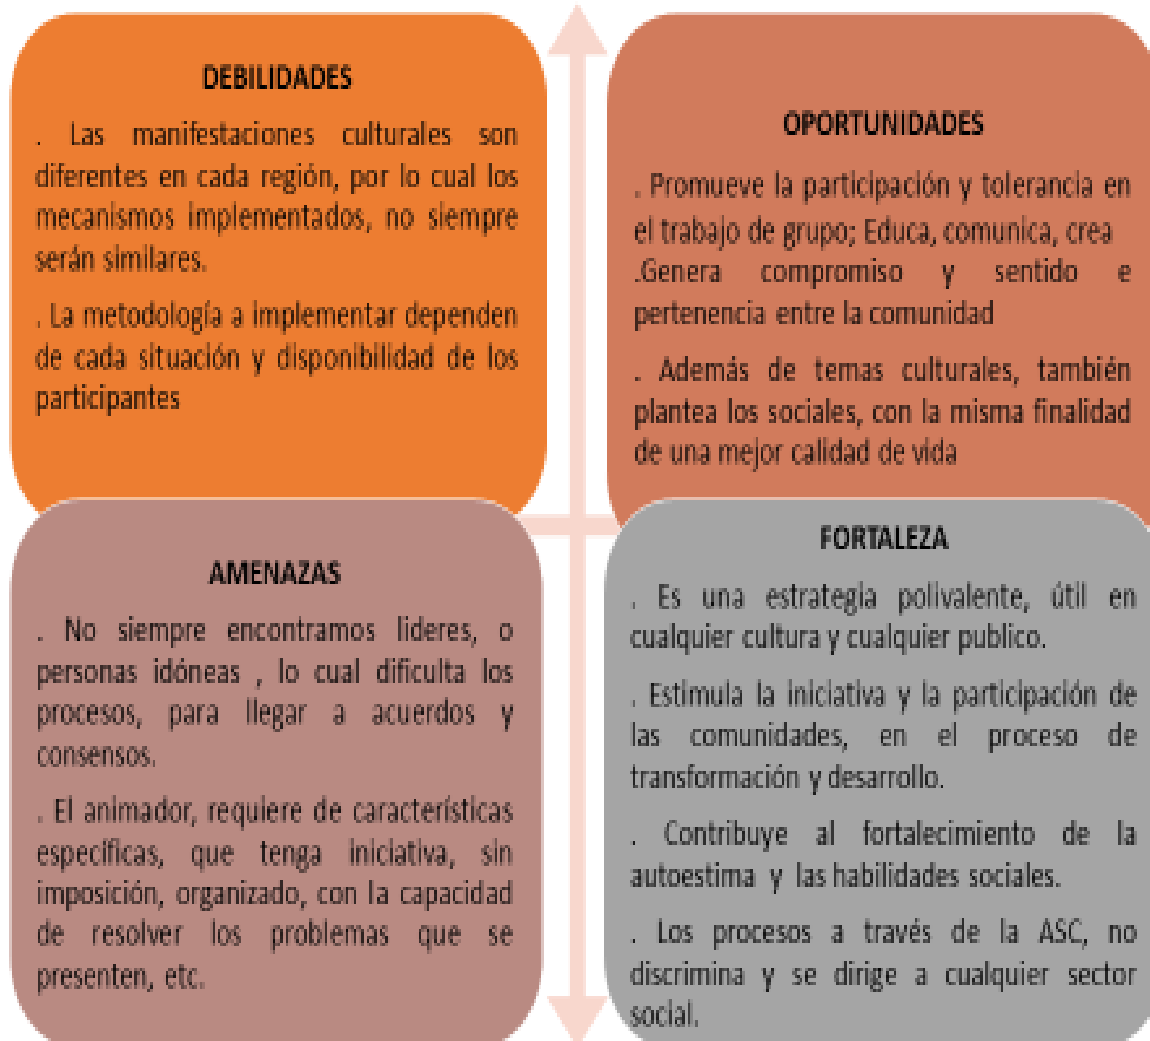 DEBILIDADES
. Las manifestaciones culturales son
diferentes en cada región, por lo cual los
mecanismos implementados, no siempre
serán similares.
. La metodología a implementar dependen
de cada situación y disponibilidad de los
participantes
OPORTUNIDADES
. Promueve la participación y tolerancia en
el trabajo de grupo; Educa, comunica, crea
.Genera compromiso y sentido e
pertenencia entre la comunidad
. Además de temas culturales, también
plantea los sociales, con la misma finalidad
de una mejor calidad de vida
AMENAZAS
. No siempre encontramos lideres, o
personas idóneas , lo cual dificulta los
procesos, para llegar a acuerdos y
consensos.
. El animador, requiere de características
específicas, que tenga iniciativa, sin
imposición, organizado, con la capacidad
de resolver los problemas que se
presenten, etc.
FORTALEZA
. Es una estrategia polivalente, útil en
cualquier cultura y cualquier publico.
. Estimula la iniciativa y la participación de
las comunidades, en el proceso de
transformación y desarrollo.
. Contribuye al fortalecimiento de la
autoestima y las habilidades sociales.
. Los procesos a través de la ASC, no
discrimina y se dirige a cualquier sector
social.